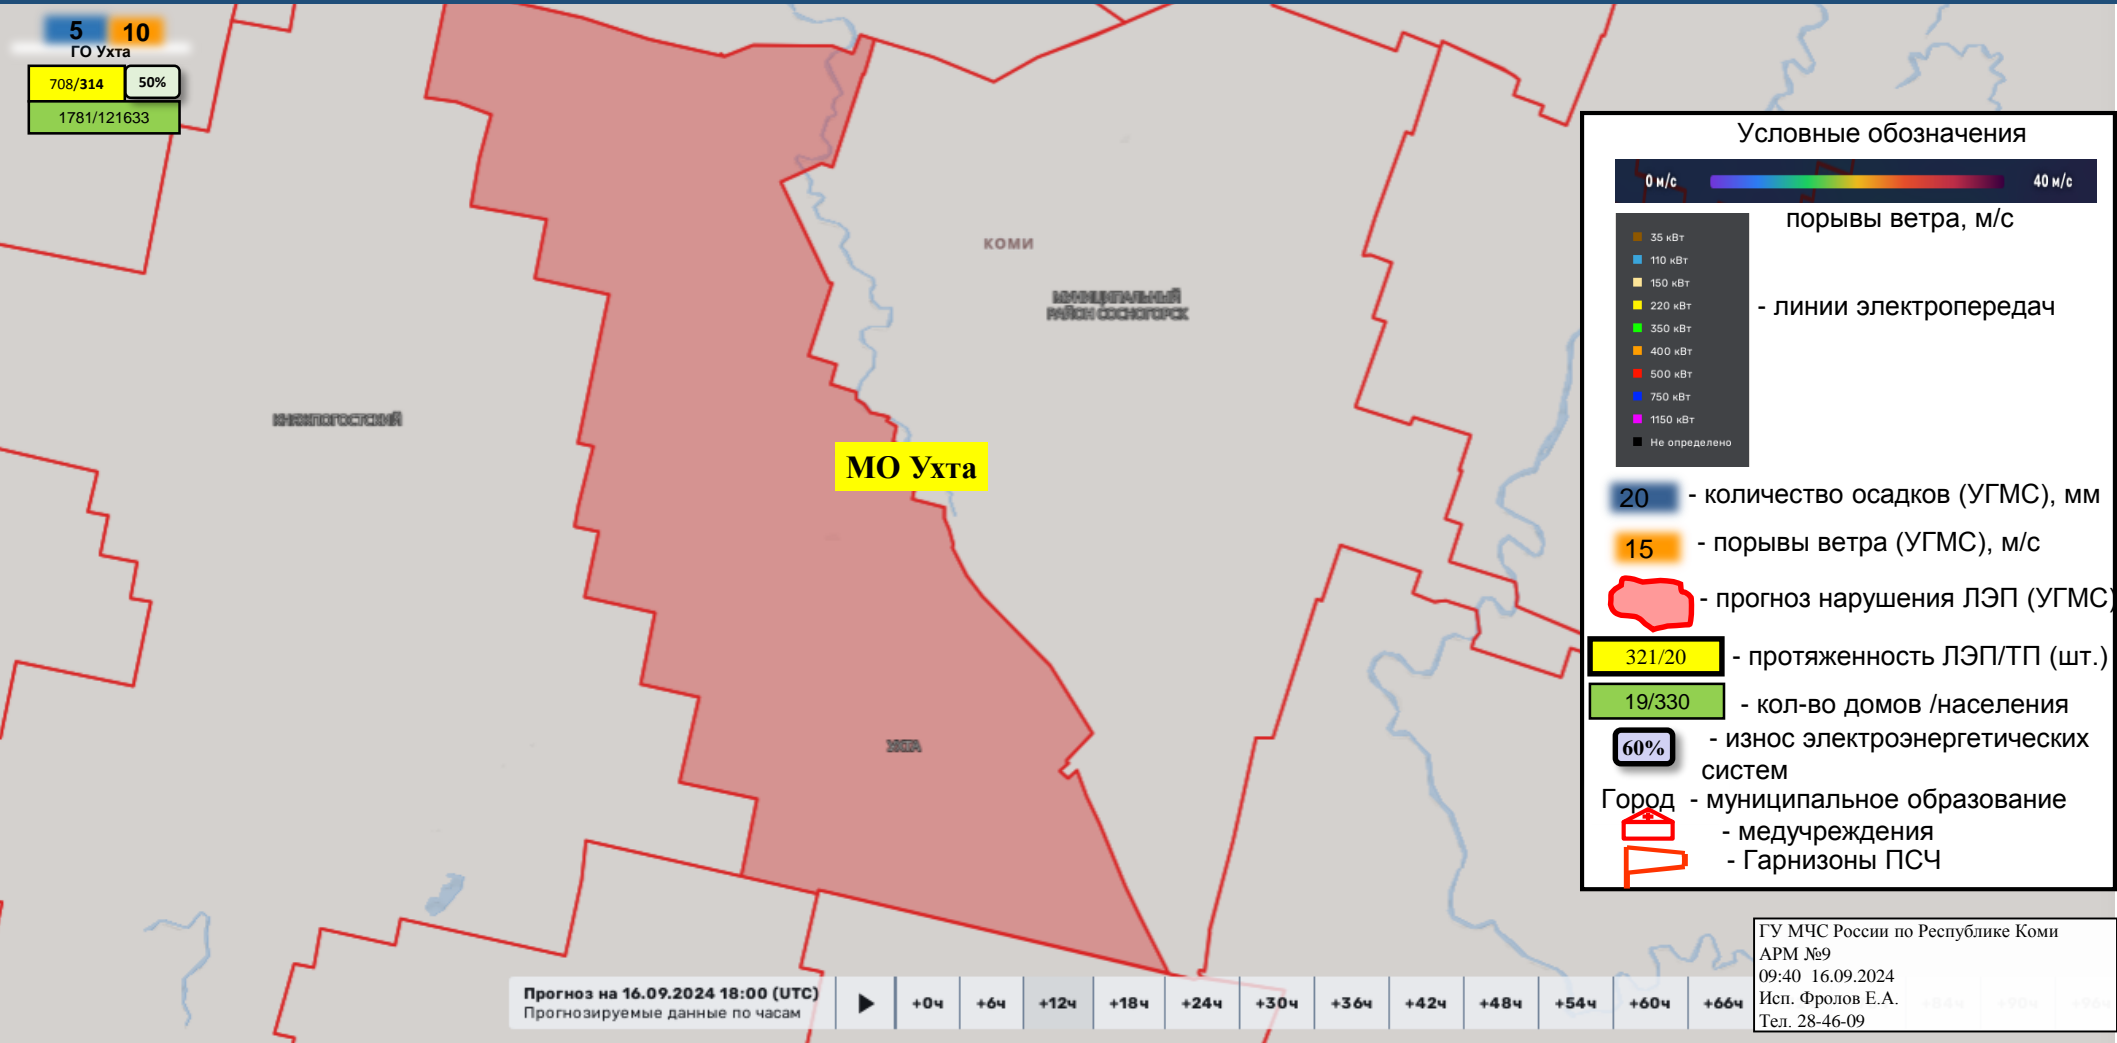 5 10
ГО Ухта
708/314 50%
1781/121633
КОМИ
МУНИЦИПАЛЬНЫЙ
РАЙОН СОСНОГОРСК
КНЯЖПОГОСТСКИЙ
МО Ухта
УХТА
Условные обозначения
0 м/с 40 м/с
порывы ветра, м/с
35 кВт
110 кВт
150 кВт
220 кВт
350 кВт
400 кВт
500 кВт
750 кВт
1150 кВт
Не определено
- линии электропередач
20 - количество осадков (УГМС), мм
15 - порывы ветра (УГМС), м/с
- прогноз нарушения ЛЭП (УГМС)
321/20 - протяженность ЛЭП/ТП (шт.)
19/330 - кол-во домов /населения
60% - износ электроэнергетических
систем
Город - муниципальное образование
- медучреждения
- Гарнизоны ПСЧ
ГУ МЧС России по Республике Коми
АРМ №9
09:40 16.09.2024
Исп. Фролов Е.А.
Тел. 28-46-09
Прогноз на 16.09.2024 18:00 (UTC)
Прогнозируемые данные по часам
+0ч +6ч +12ч +18ч +24ч +30ч +36ч +42ч +48ч +54ч +60ч +66ч